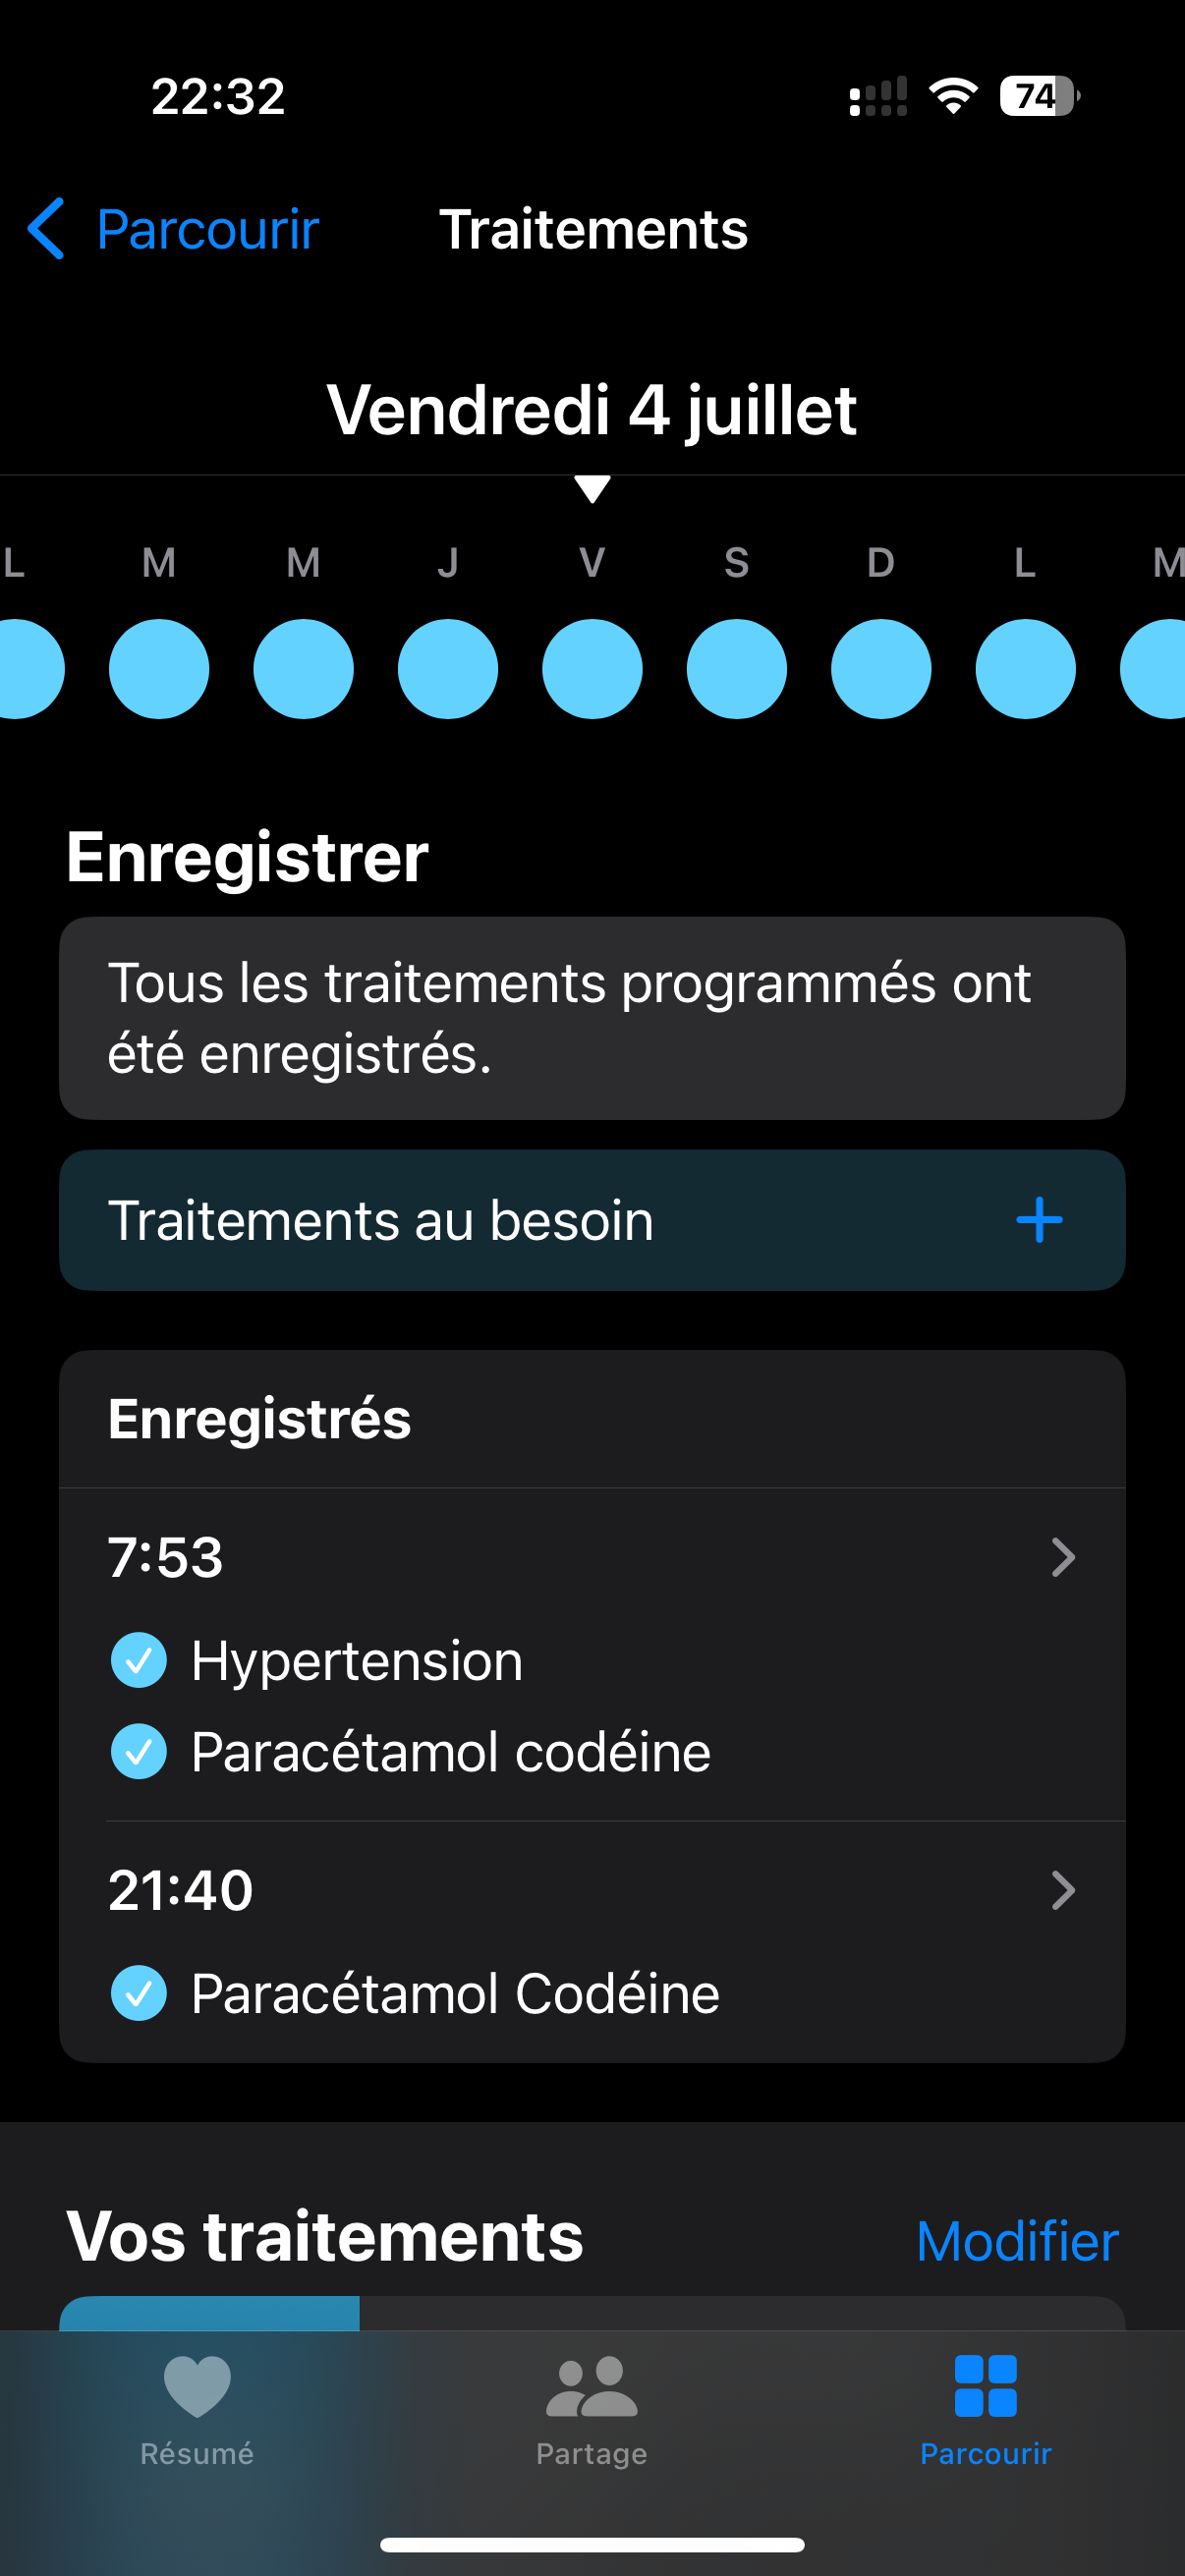 22:32
74
Parcourir
Traitements
Vendredi 4 juillet
L M M J V S D L M
Enregistrer
Tous les traitements programmés ont
été enregistrés.
Traitements au besoin
Enregistrés
7:53
Hypertension
Paracétamol codéine
21:40
Paracétamol Codéine
Vos traitements
Modifier
Résumé
Partage
Parcourir